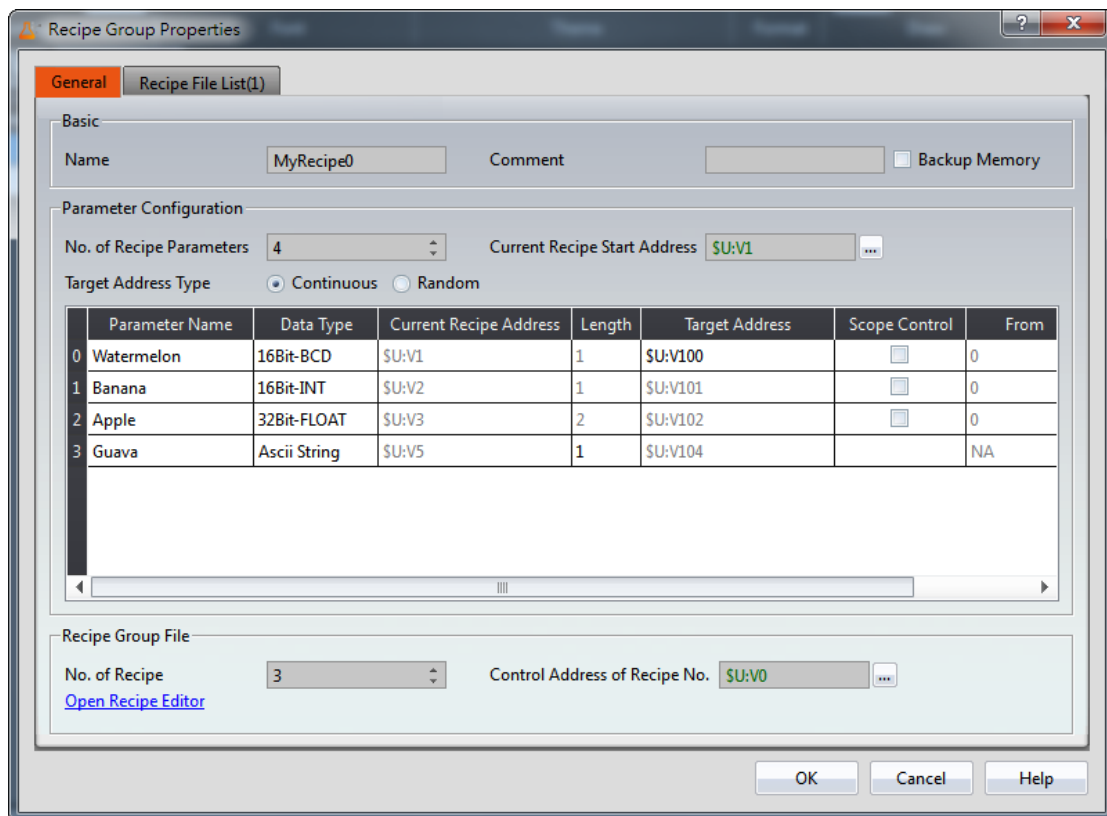 Recipe Group Properties
General Recipe File List(1)
Basic
Name MyRecipe0 Comment Backup Memory
Parameter Configuration
No. of Recipe Parameters 4 Current Recipe Start Address $U:V1 ...
Target Address Type Continuous Random
Parameter Name Data Type Current Recipe Address Length Target Address Scope Control From
0 Watermelon 16Bit-BCD $U:V1 1 $U:V100 0
1 Banana 16Bit-INT $U:V2 1 $U:V101 0
2 Apple 32Bit-FLOAT $U:V3 2 $U:V102 0
3 Guava Ascii String $U:V5 1 $U:V104 NA
Recipe Group File
No. of Recipe 3 Control Address of Recipe No. $U:V0 ...
Open Recipe Editor
OK Cancel Help